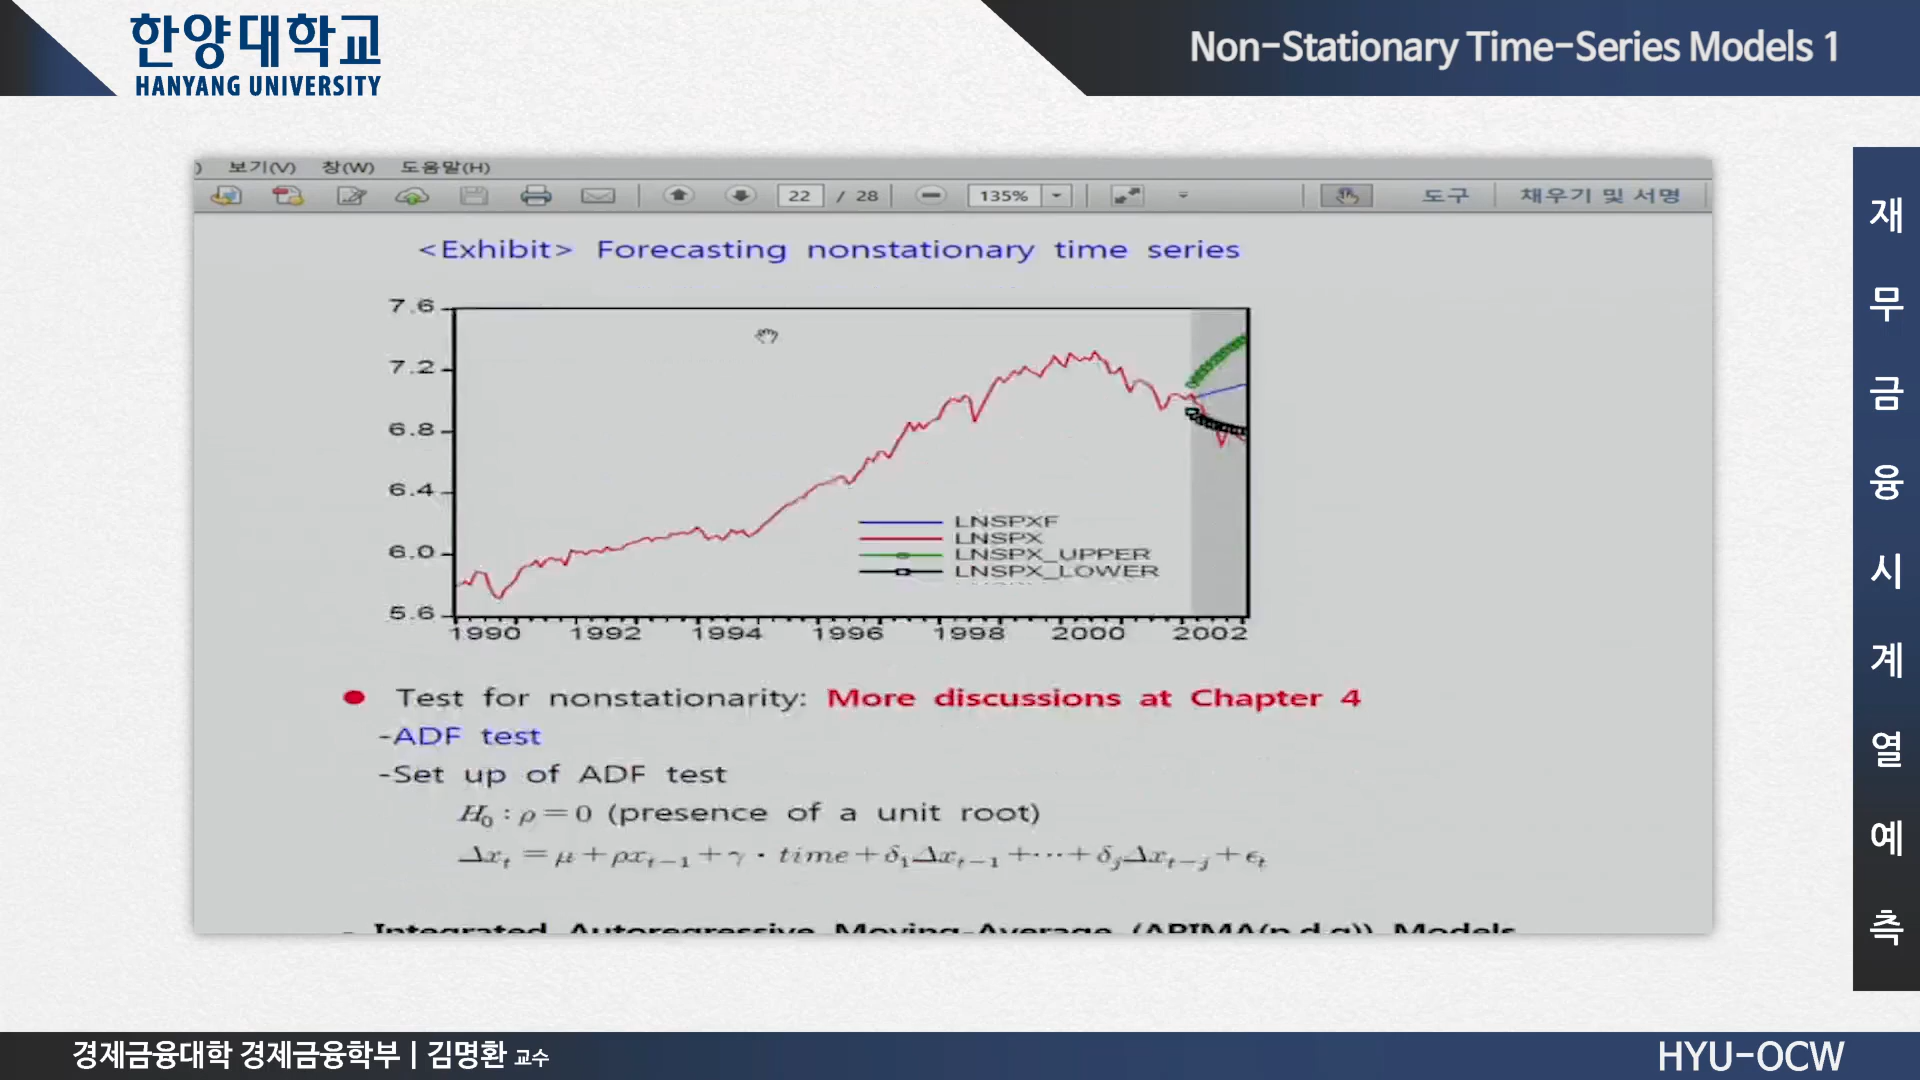 한양대학교
HANYANG UNIVERSITY
Non-Stationary Time-Series Models 1
) 보기(V) 창(W) 도움말(H)
22 / 28 135% 도구 채우기 및 서명
<Exhibit> Forecasting nonstationary time series
7.6
7.2
6.8
6.4
6.0
5.6
LNSPXF
LNSPX
LNSPX_UPPER
LNSPX_LOWER
1990 1992 1994 1996 1998 2000 2002
● Test for nonstationarity: More discussions at Chapter 4
-ADF test
-Set up of ADF test
H₀ : ρ = 0 (presence of a unit root)
Δxₜ = μ + ρxₜ₋₁ + γ · time + δ₁Δxₜ₋₁ + ··· + δⱼΔxₜ₋ⱼ + ϵₜ
- Integrated Autoregressive Moving-Average (ARIMA(p,d,q)) Models
재무금융시계열예측
경제금융대학 경제금융학부 | 김명환 교수
HYU-OCW